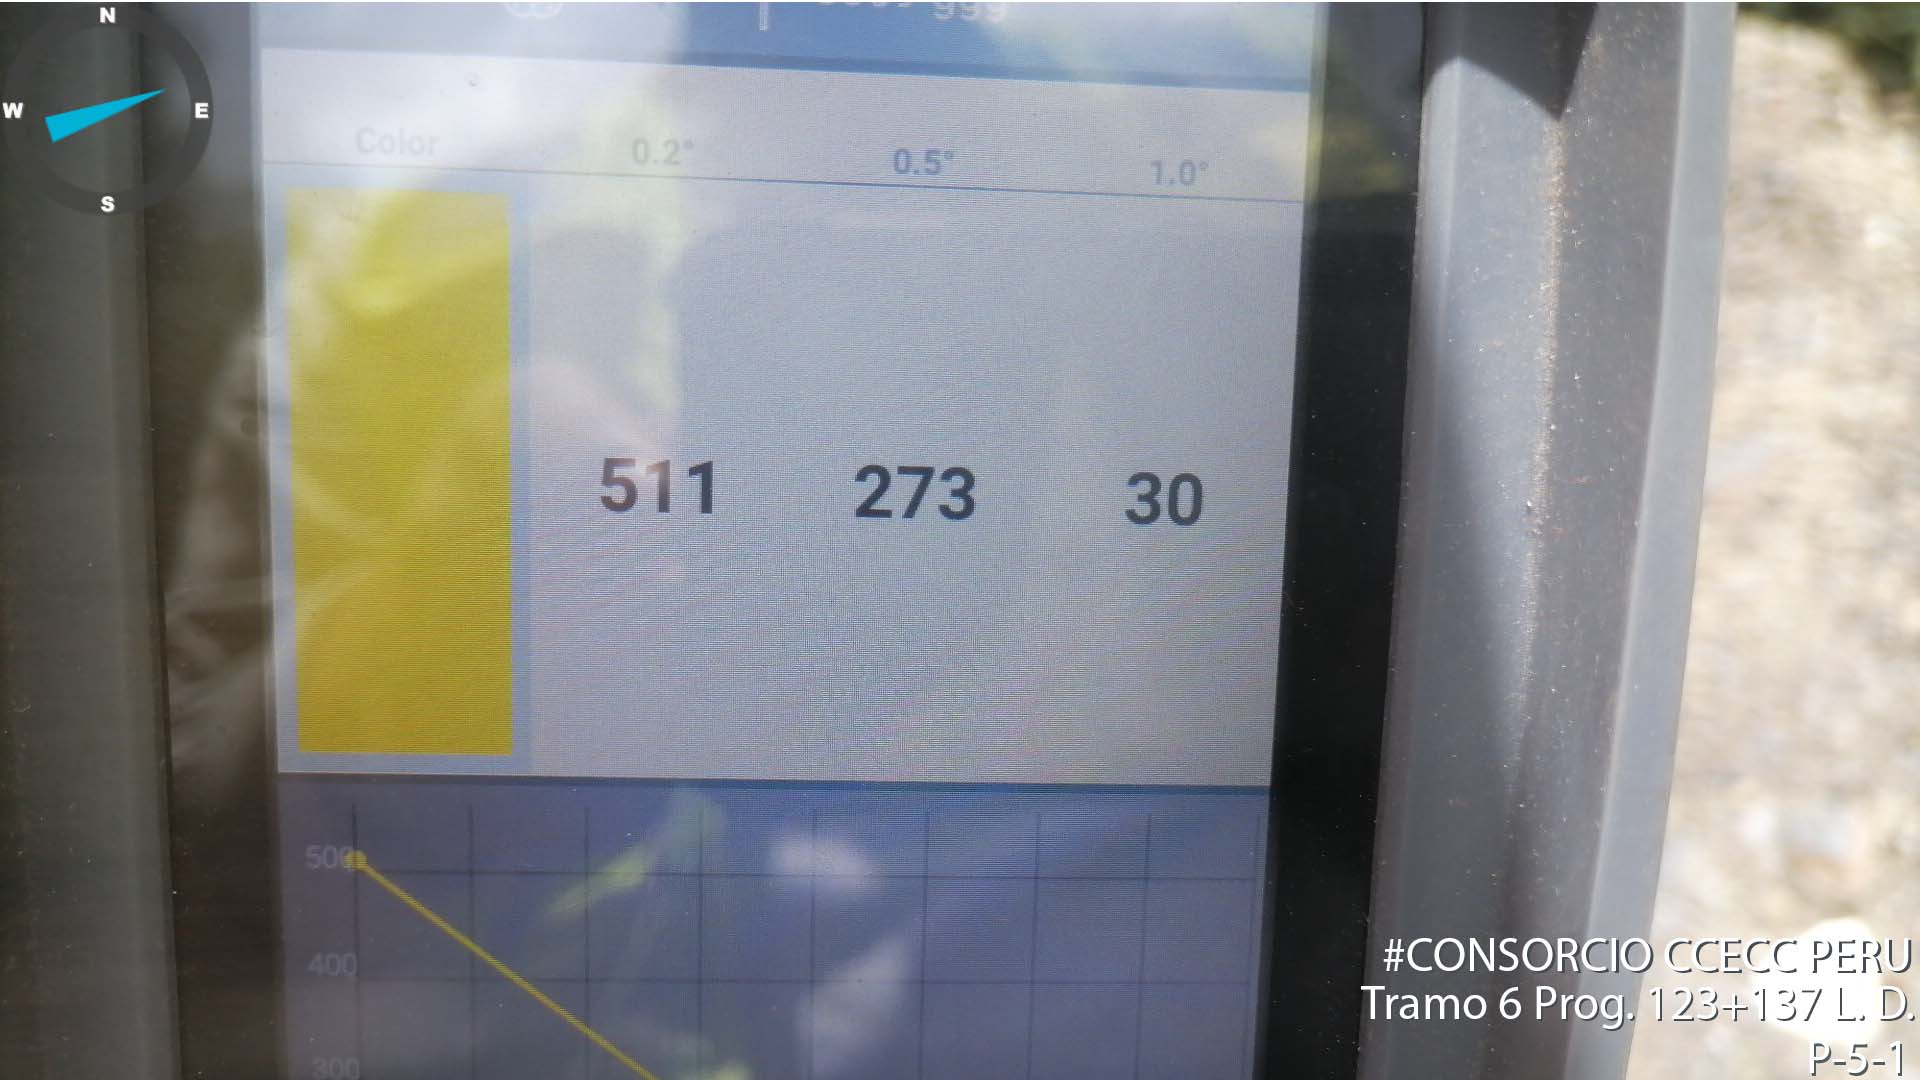 N
W E
S
Color 0.2° 0.5° 1.0°
511 273 30
500
400
300
#CONSORCIO CCECC PERU
Tramo 6 Prog. 123+137 L. D.
P-5-1